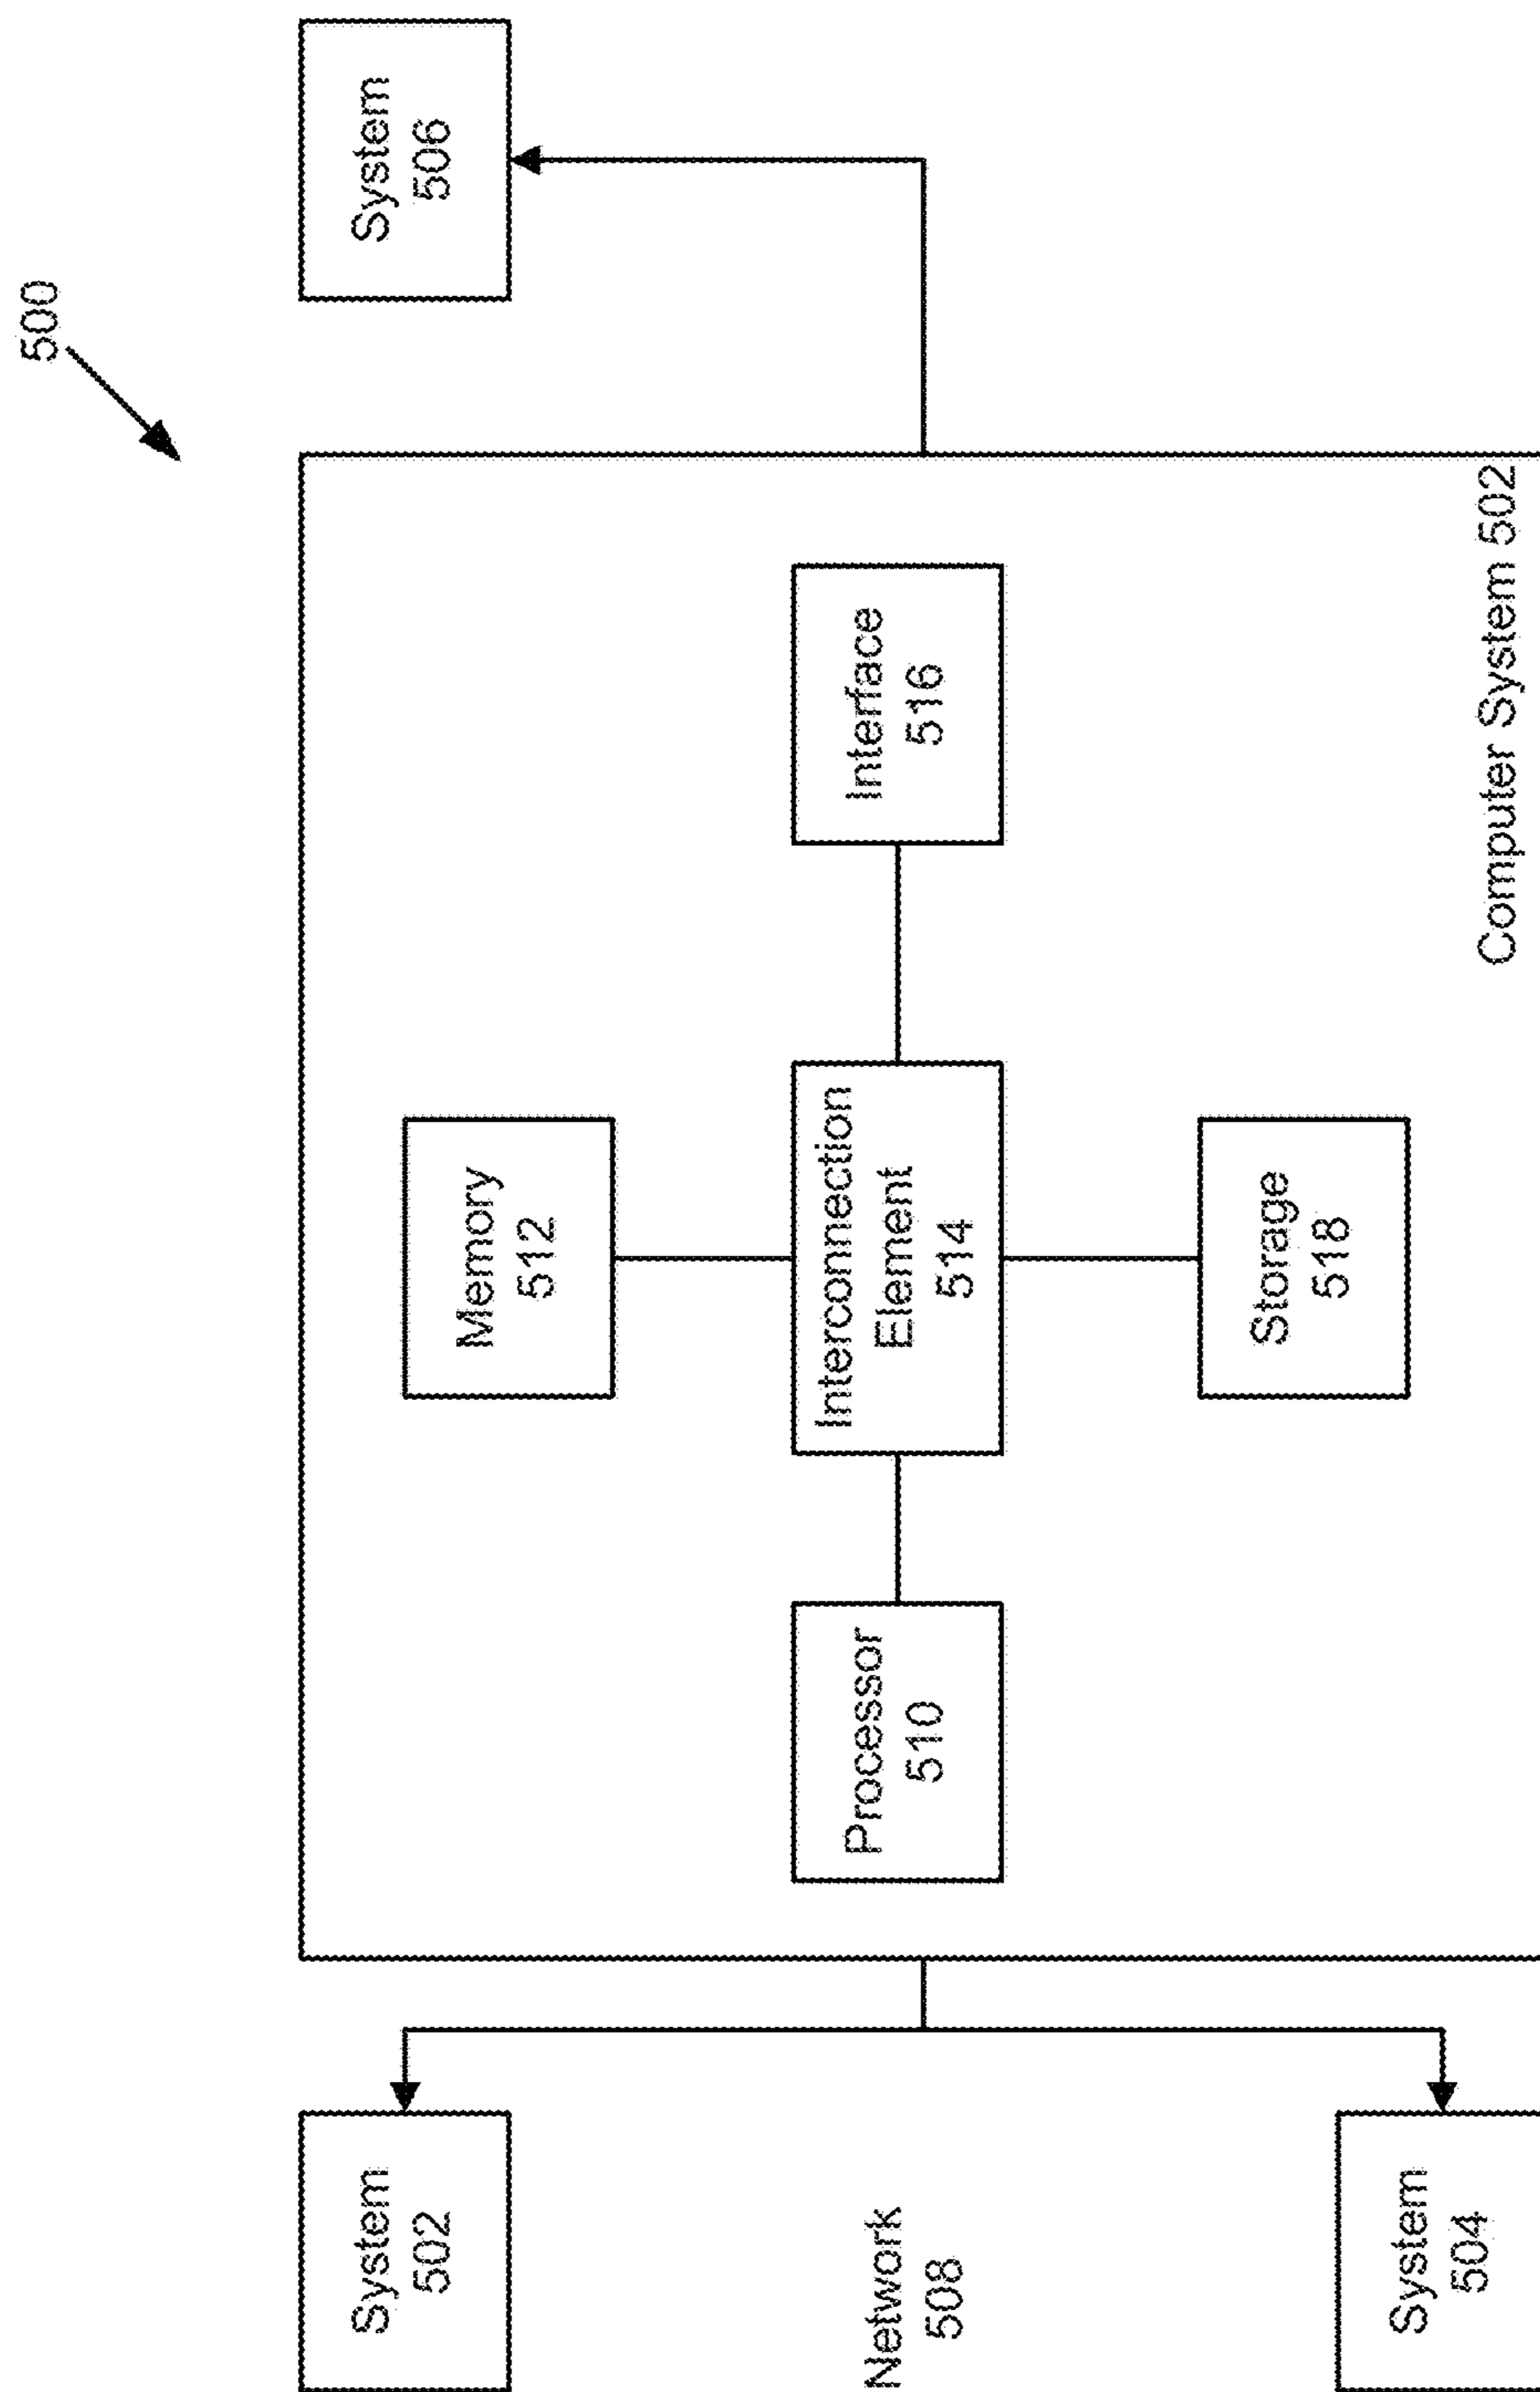 500
System
502
Network
508
System
504
Memory
512
Processor
510
Interconnection
Element
514
Interface
516
Storage
518
Computer System 502
System
506